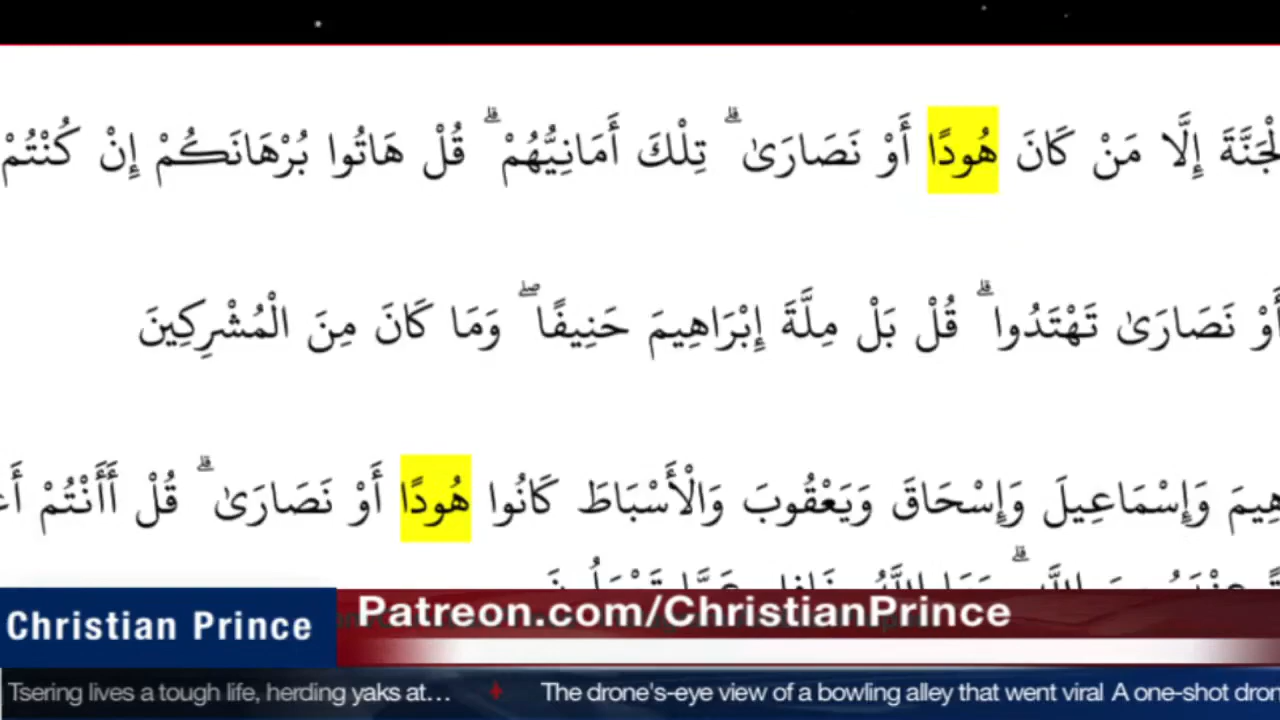 الْجَنَّةَ إِلَّا مَنْ كَانَ هُودًا أَوْ نَصَارَىٰ ۗ تِلْكَ أَمَانِيُّهُمْ ۗ قُلْ هَاتُوا بُرْهَانَكُمْ إِنْ كُنْتُمْ
أَوْ نَصَارَىٰ تَهْتَدُوا ۗ قُلْ بَلْ مِلَّةَ إِبْرَاهِيمَ حَنِيفًا ۖ وَمَا كَانَ مِنَ الْمُشْرِكِينَ
وَإِسْمَاعِيلَ وَإِسْحَاقَ وَيَعْقُوبَ وَالْأَسْبَاطَ كَانُوا هُودًا أَوْ نَصَارَىٰ ۗ قُلْ أَأَنْتُمْ
Patreon.com/ChristianPrince
Christian Prince
Tsering lives a tough life, herding yaks at… The drone's-eye view of a bowling alley that went viral A one-shot dron